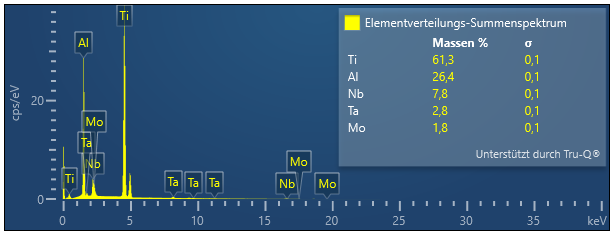 Elementverteilungs-Summenspektrum
Massen % σ
Ti 61,3 0,1
Al 26,4 0,1
Nb 7,8 0,1
Ta 2,8 0,1
Mo 1,8 0,1
Unterstützt durch Tru-Q®
cps/eV
20
0
Ti
Al
Mo
Ta
Nb
Ti
Ta
Ta
Ta
Mo
Nb
Mo
0 5 10 15 20 25 30 35 keV